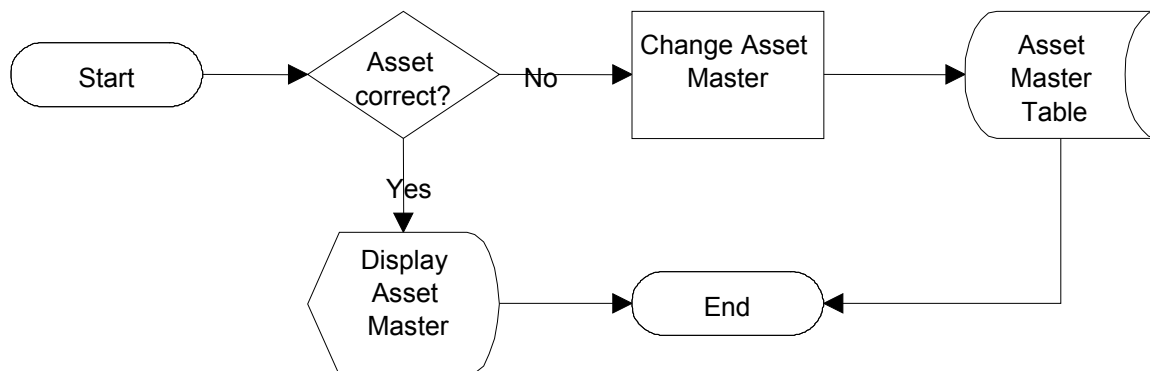 Start
Asset
correct?
No
Change Asset
Master
Asset
Master
Table
Yes
Display
Asset
Master
End